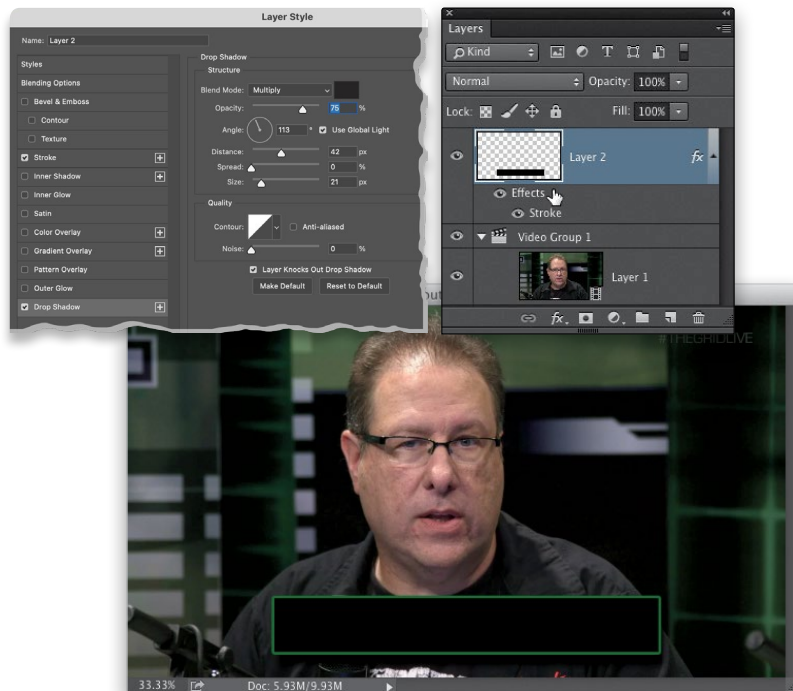 Layer Style
Name: Layer 2
Styles
Blending Options
Bevel & Emboss
Contour
Texture
Stroke
Inner Shadow
Inner Glow
Satin
Color Overlay
Gradient Overlay
Pattern Overlay
Outer Glow
Drop Shadow
Drop Shadow
Structure
Blend Mode: Multiply
Opacity: 75 %
Angle: 113 ° Use Global Light
Distance: 42 px
Spread: 0 %
Size: 21 px
Quality
Contour: Anti-aliased
Noise: 0 %
Layer Knocks Out Drop Shadow
Make Default Reset to Default
Layers
Kind
Normal Opacity: 100%
Lock: Fill: 100%
Layer 2 fx
Effects
Stroke
Video Group 1
Layer 1
fx
#THEGRIDLIVE
33.33% Doc: 5.93M/9.93M